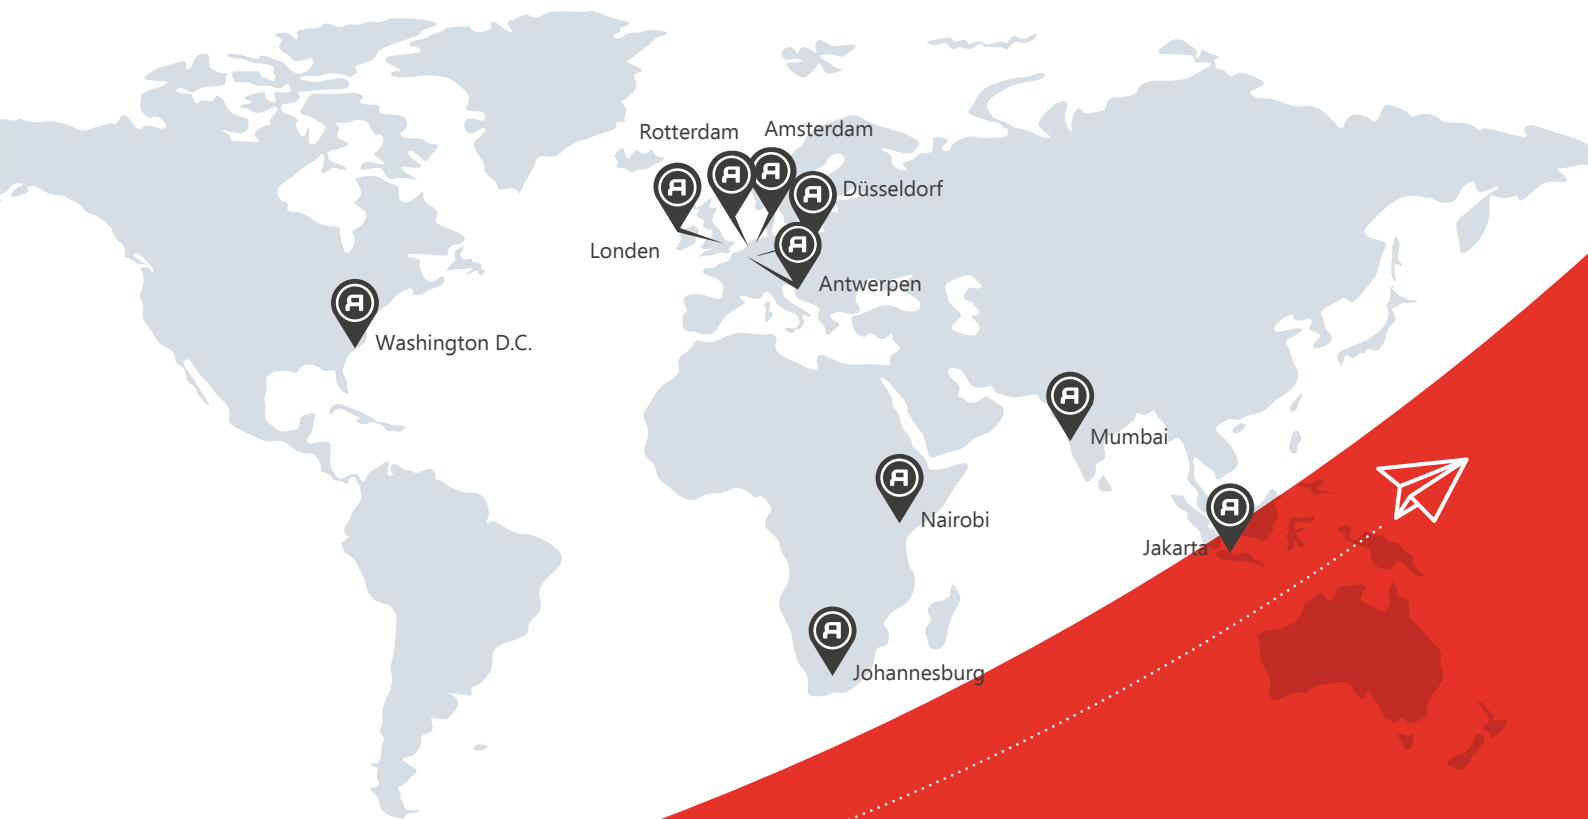 Rotterdam
Amsterdam
Düsseldorf
Londen
Antwerpen
Washington D.C.
Mumbai
Nairobi
Jakarta
Johannesburg